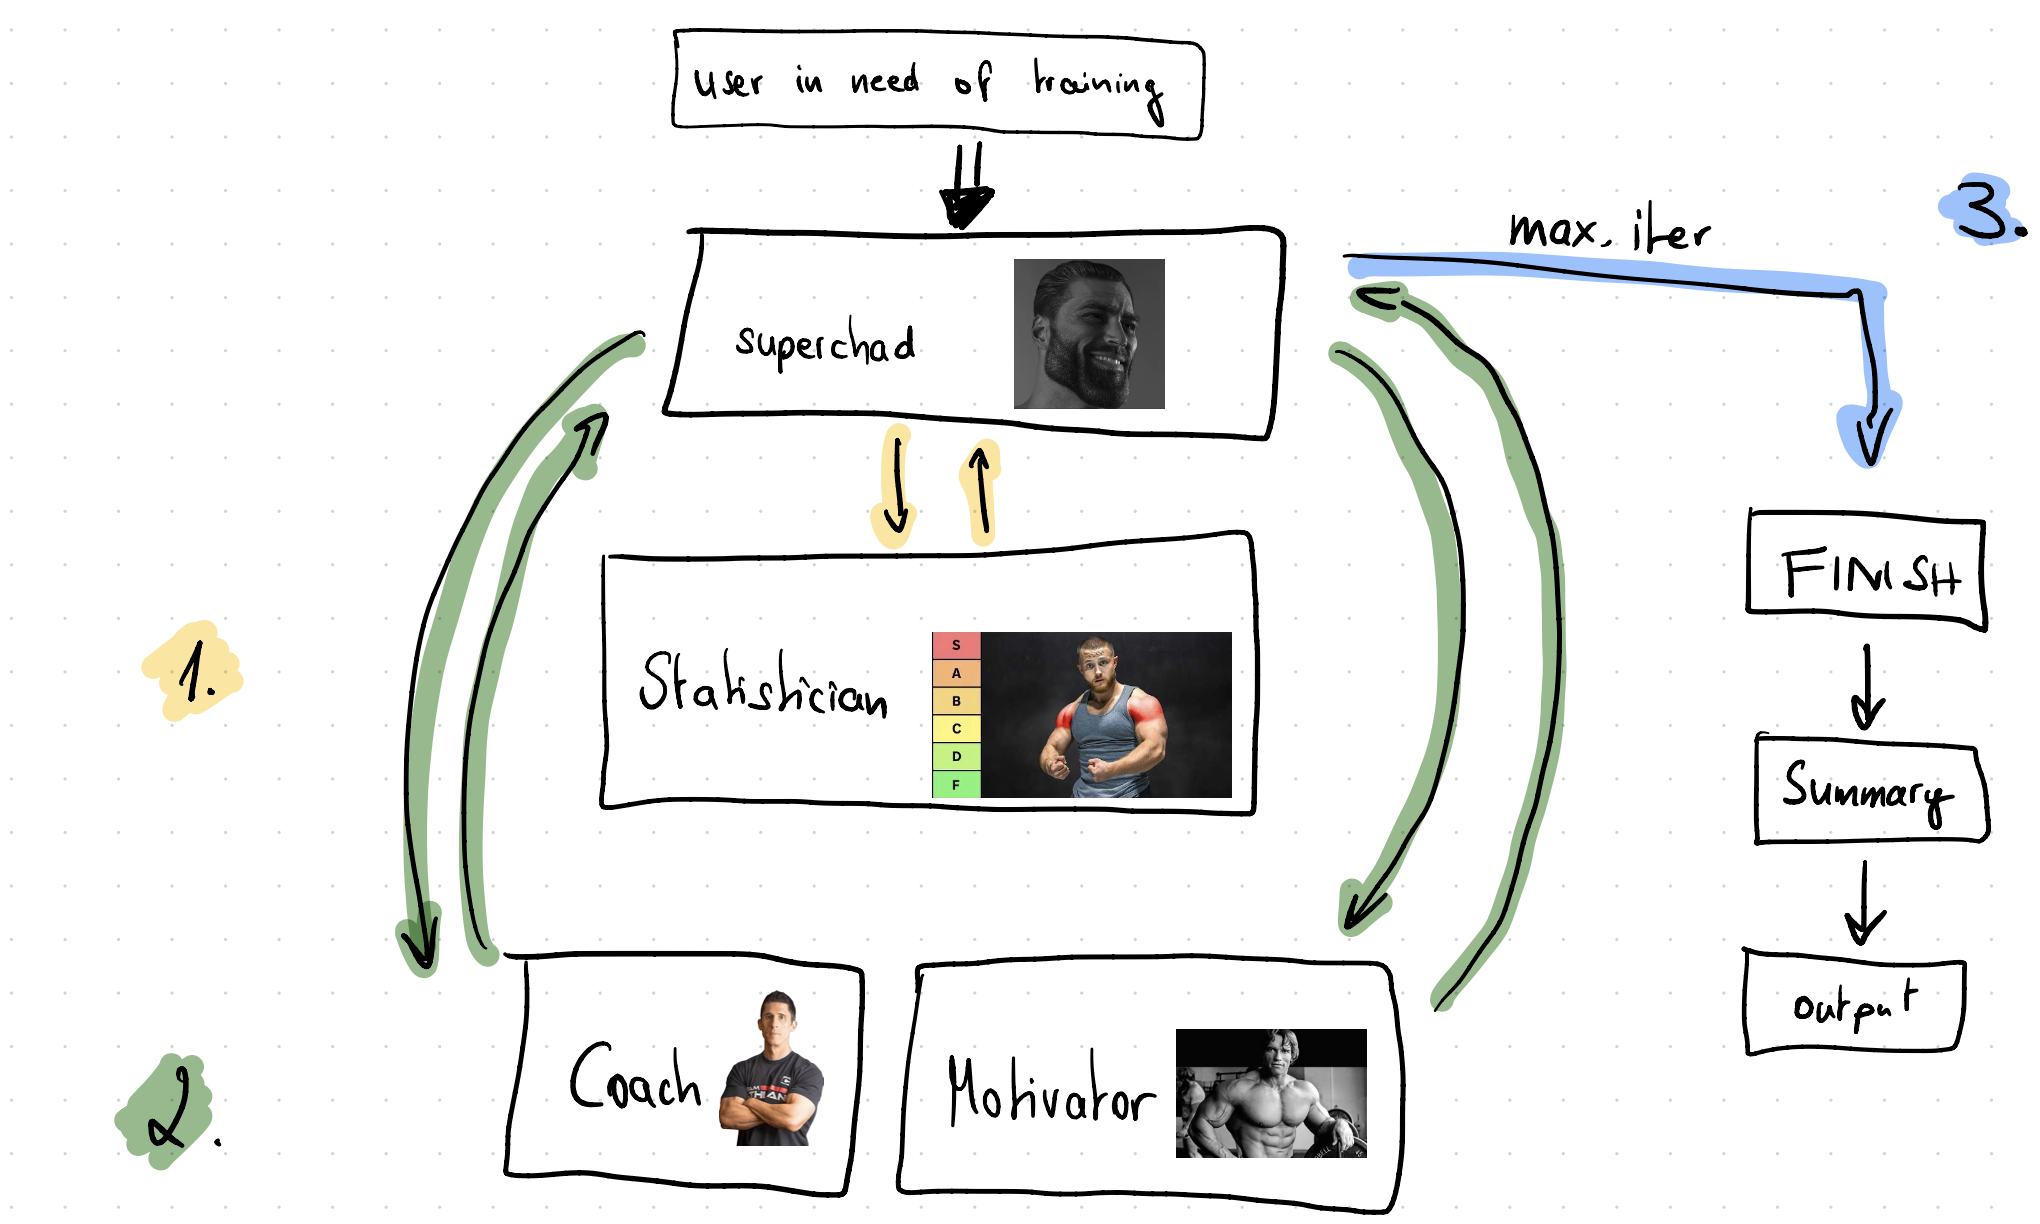 user in need of training
3.
max. iter
superchad
FINISH
1.
Statistician
S
A
B
C
D
F
Summary
Coach
Motivator
output
2.